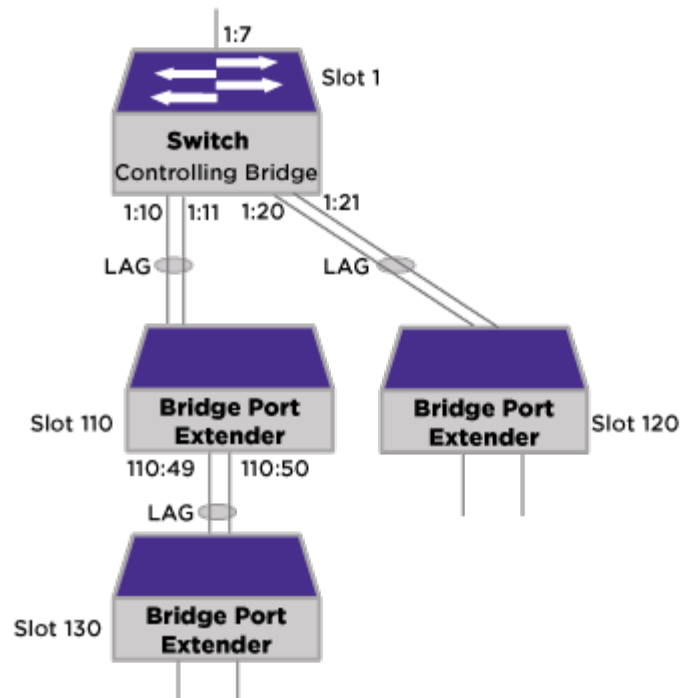 1:7
Slot 1
Switch
Controlling Bridge
1:10
1:11
1:20
1:21
LAG
LAG
Slot 110
Bridge Port
Extender
Bridge Port
Extender
Slot 120
110:49
110:50
LAG
Slot 130
Bridge Port
Extender